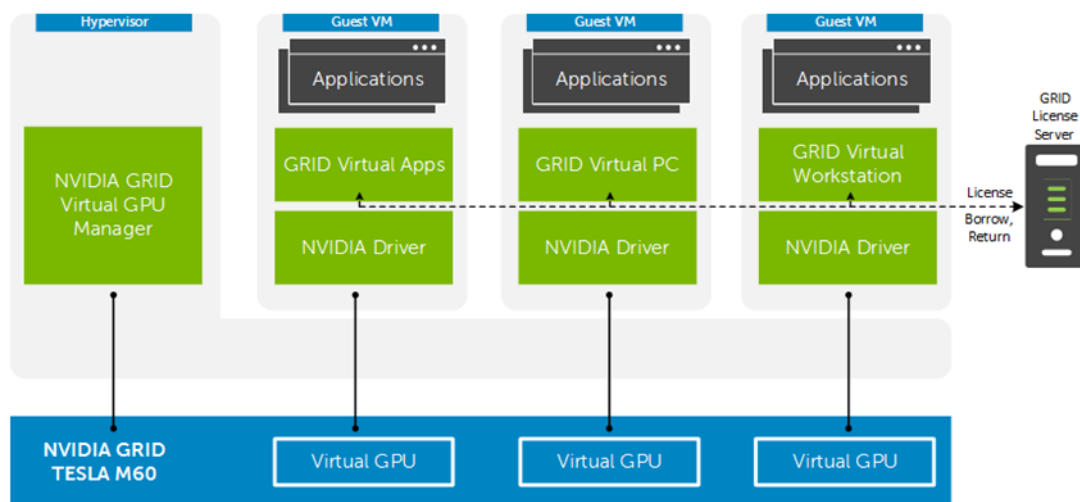 Hypervisor
Guest VM
Guest VM
Guest VM
Applications
Applications
Applications
GRID
License
Server
NVIDIA GRID
Virtual GPU
Manager
GRID Virtual Apps
GRID Virtual PC
GRID Virtual
Workstation
License
Borrow,
Return
NVIDIA Driver
NVIDIA Driver
NVIDIA Driver
NVIDIA GRID
TESLA M60
Virtual GPU
Virtual GPU
Virtual GPU